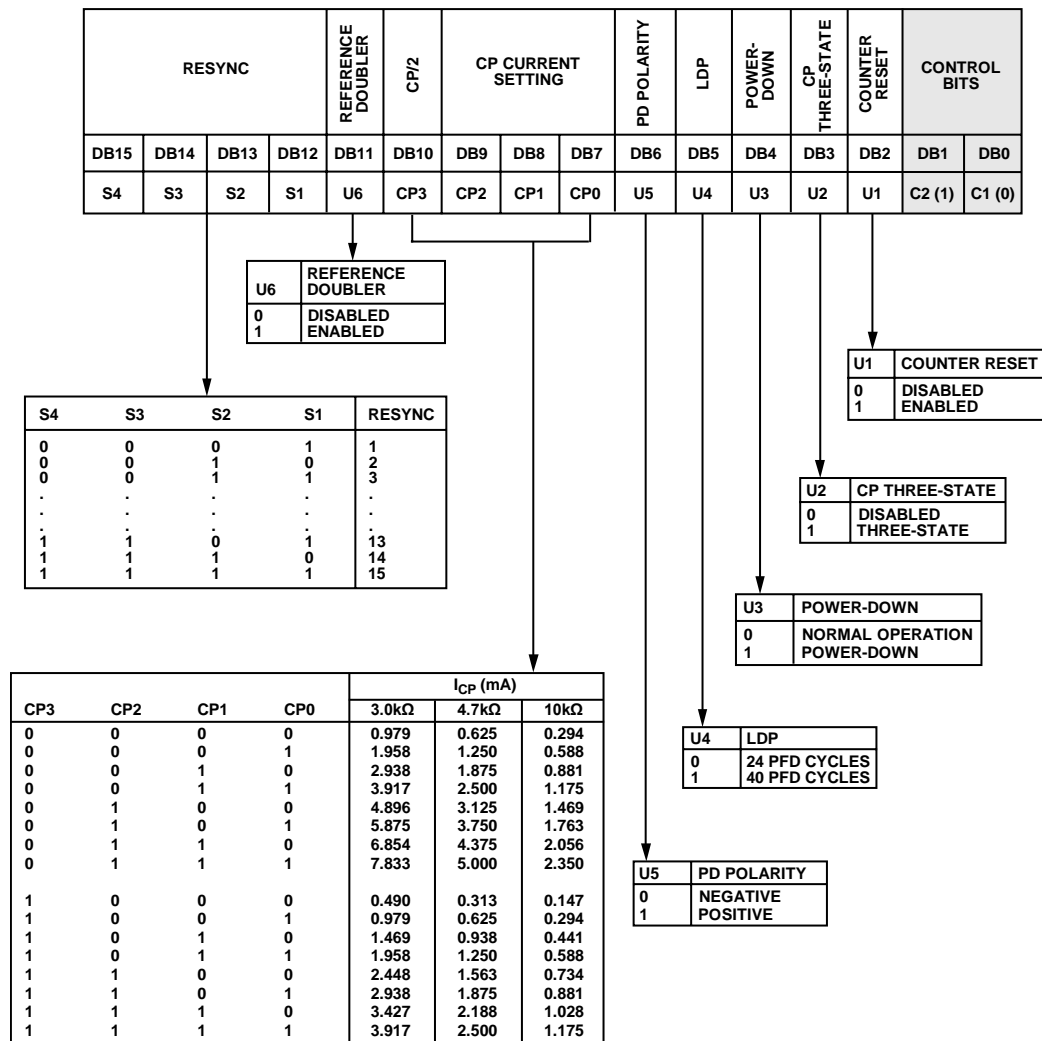 RESYNC
REFERENCE
DOUBLER
CP/2
CP CURRENT
SETTING
PD POLARITY
LDP
POWER-
DOWN
CP
THREE-STATE
COUNTER
RESET
CONTROL
BITS
DB15 DB14 DB13 DB12 DB11 DB10 DB9 DB8 DB7 DB6 DB5 DB4 DB3 DB2 DB1 DB0
S4 S3 S2 S1 U6 CP3 CP2 CP1 CP0 U5 U4 U3 U2 U1 C2 (1) C1 (0)
U6 REFERENCE
DOUBLER
0 DISABLED
1 ENABLED
U1 COUNTER RESET
0 DISABLED
1 ENABLED
S4 S3 S2 S1 RESYNC
0 0 0 1 1
0 0 1 0 2
0 0 1 1 3
. . . . .
. . . . .
. . . . .
1 1 0 1 13
1 1 1 0 14
1 1 1 1 15
U2 CP THREE-STATE
0 DISABLED
1 THREE-STATE
U3 POWER-DOWN
0 NORMAL OPERATION
1 POWER-DOWN
ICP (mA)
CP3 CP2 CP1 CP0 3.0kΩ 4.7kΩ 10kΩ
0 0 0 0 0.979 0.625 0.294
0 0 0 1 1.958 1.250 0.588
0 0 1 0 2.938 1.875 0.881
0 0 1 1 3.917 2.500 1.175
0 1 0 0 4.896 3.125 1.469
0 1 0 1 5.875 3.750 1.763
0 1 1 0 6.854 4.375 2.056
0 1 1 1 7.833 5.000 2.350
1 0 0 0 0.490 0.313 0.147
1 0 0 1 0.979 0.625 0.294
1 0 1 0 1.469 0.938 0.441
1 0 1 1 1.958 1.250 0.588
1 1 0 0 2.448 1.563 0.734
1 1 0 1 2.938 1.875 0.881
1 1 1 0 3.427 2.188 1.028
1 1 1 1 3.917 2.500 1.175
U4 LDP
0 24 PFD CYCLES
1 40 PFD CYCLES
U5 PD POLARITY
0 NEGATIVE
1 POSITIVE